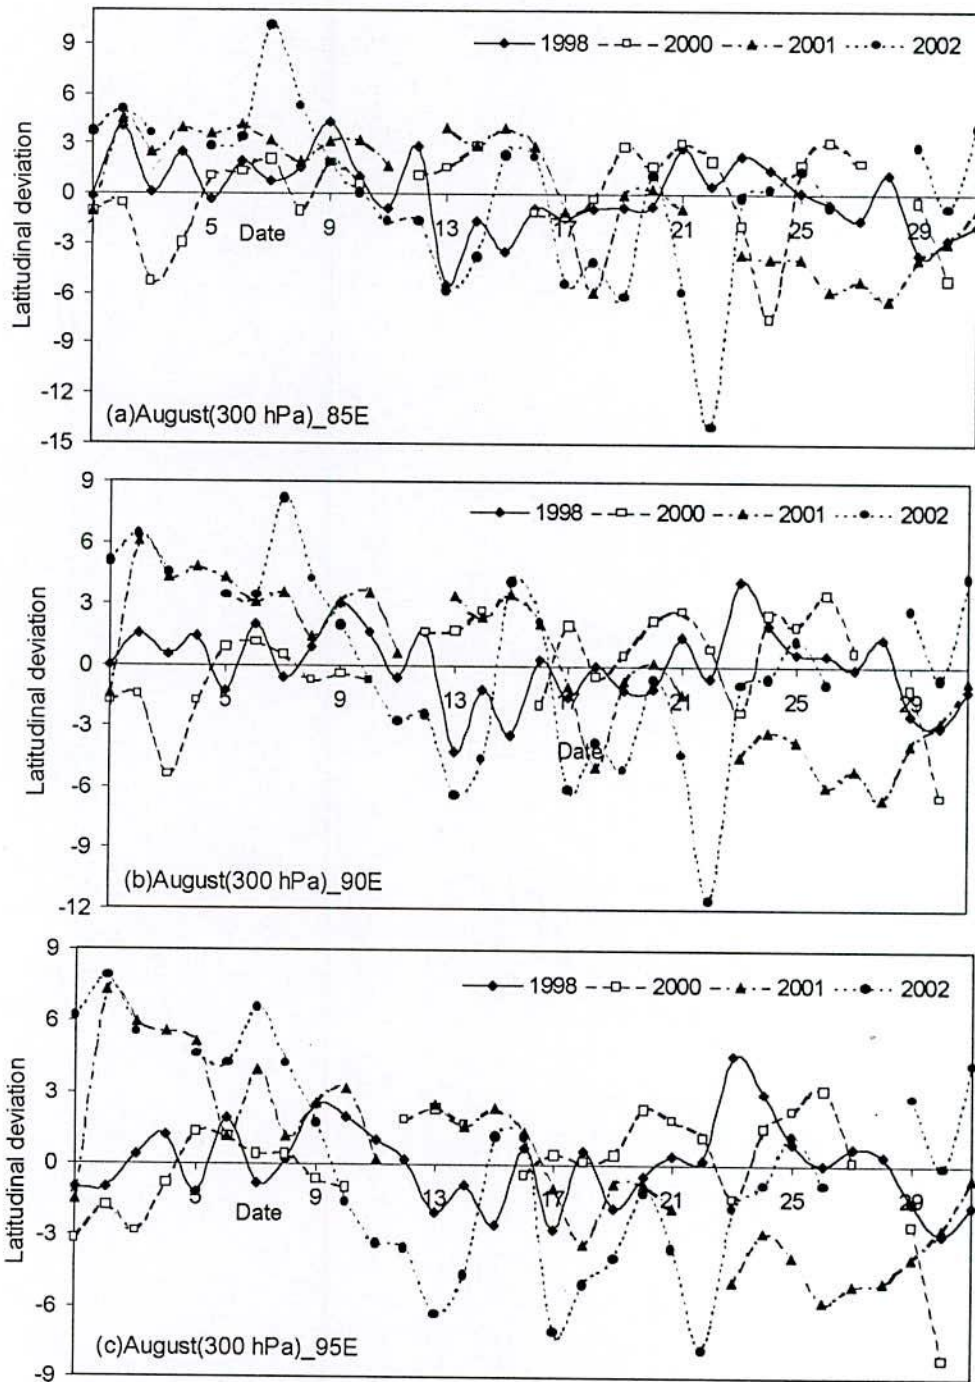 9
6
3
0
-3
-6
-9
-12
-15
Latitudinal deviation
1998 2000 2001 2002
5 9 13 17 21 25 29
Date
(a)August(300 hPa)_85E
9
6
3
0
-3
-6
-9
-12
Latitudinal deviation
1998 2000 2001 2002
5 9 13 17 21 25 29
Date
(b)August(300 hPa)_90E
9
6
3
0
-3
-6
-9
Latitudinal deviation
1998 2000 2001 2002
5 9 13 17 21 25 29
Date
(c)August(300 hPa)_95E